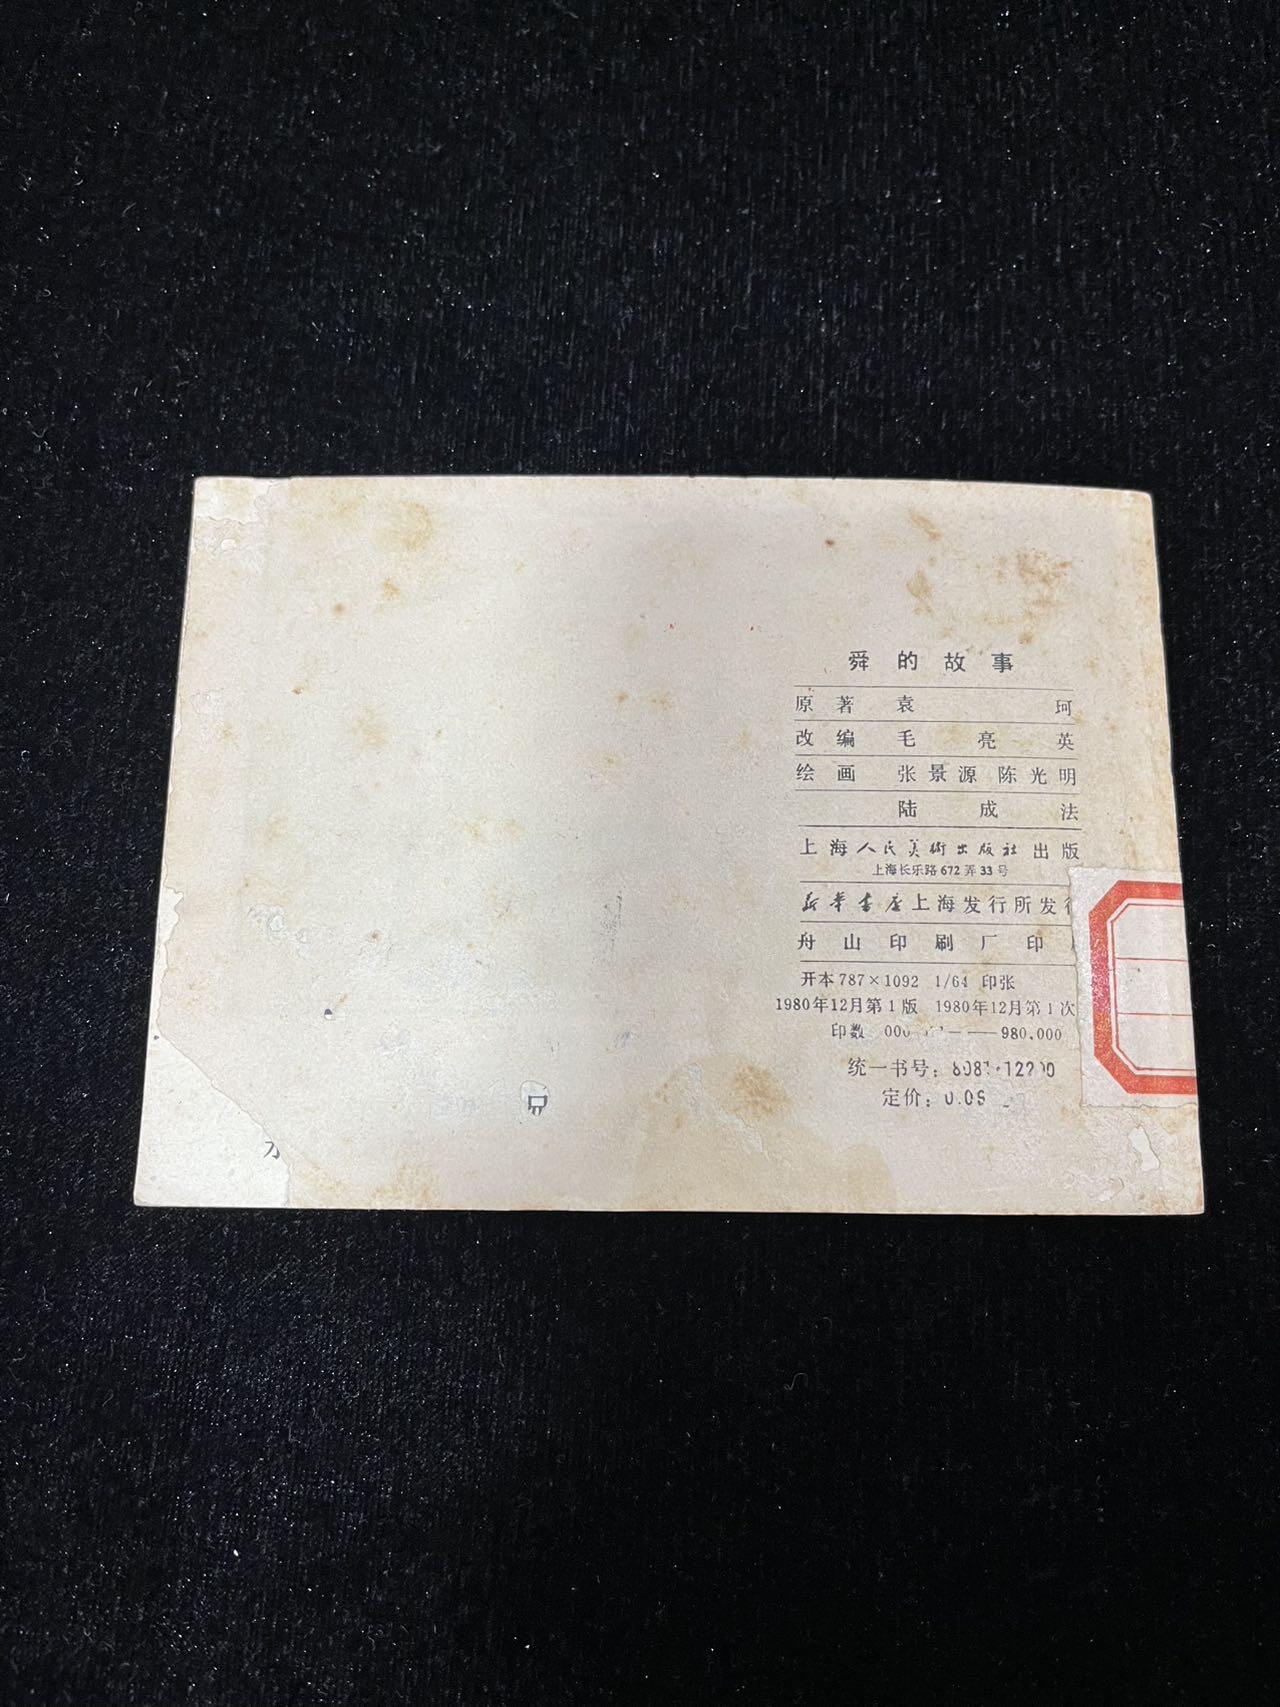 舜的故事
原著 袁珂
改编 毛亮英
绘画 张景源 陈光明
陆成法
上海人民美術出版社出版
上海长乐路672弄33号
新华書店上海发行所发行
舟山印刷厂印
开本 787×1092 1/64 印张
1980年12月第1版 1980年12月第1次
印数 000 —— 980,000
统一书号:
定价: